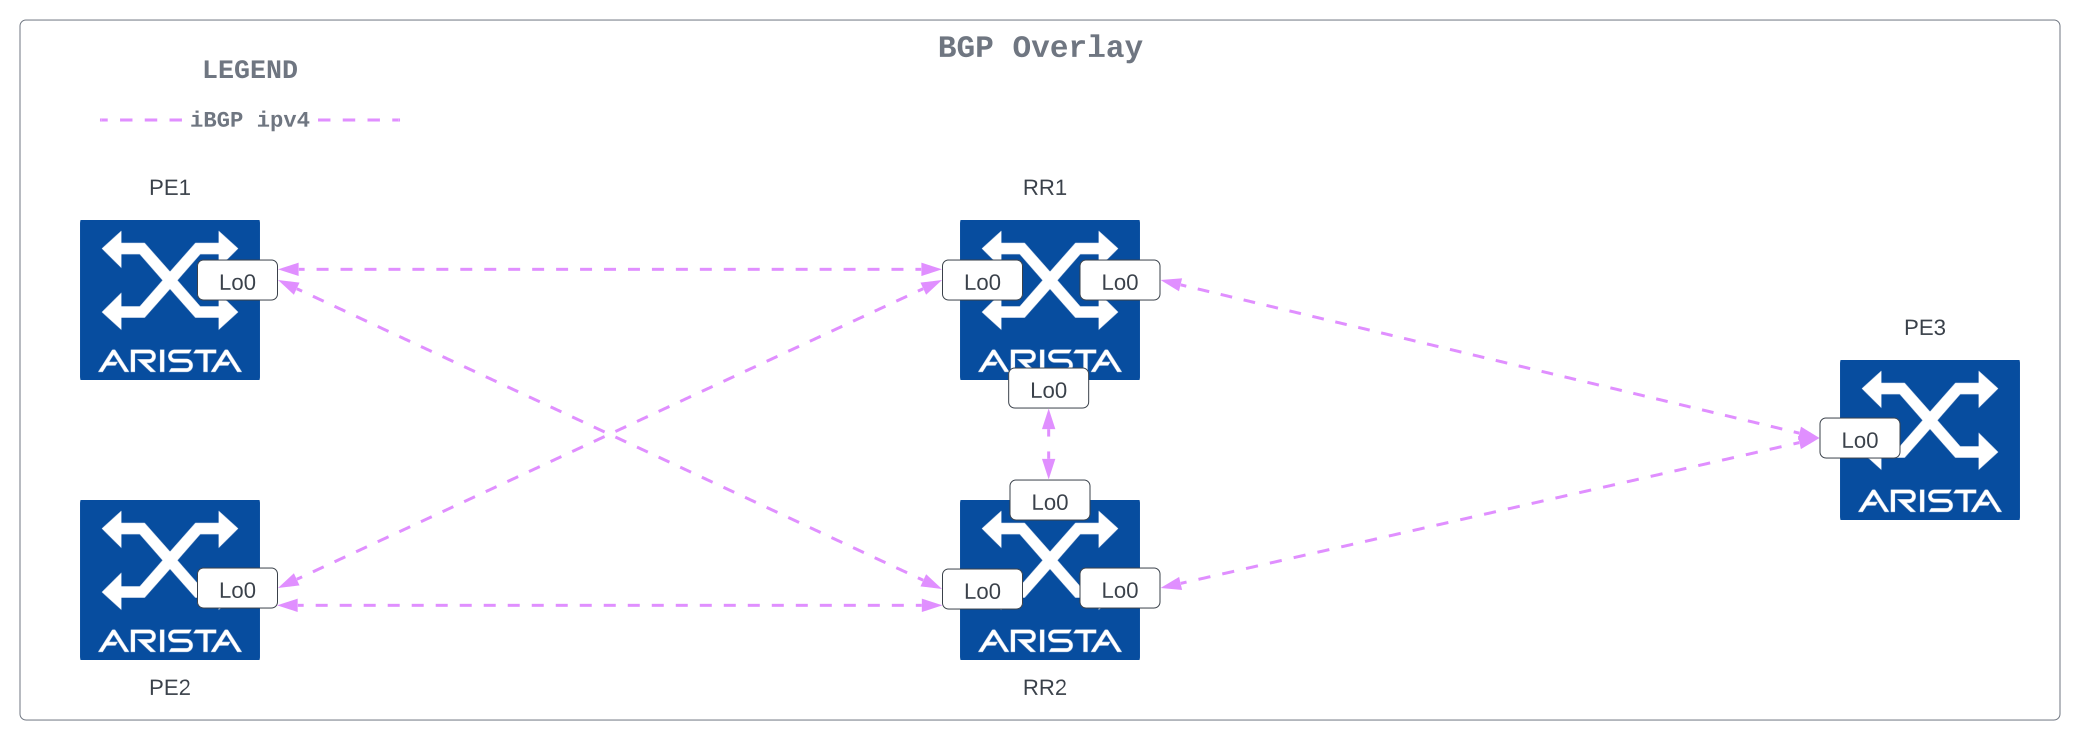 BGP Overlay
LEGEND
iBGP ipv4
PE1
RR1
Lo0
Lo0
Lo0
ARISTA
ARISTA
Lo0
PE3
Lo0
ARISTA
Lo0
Lo0
Lo0
Lo0
ARISTA
ARISTA
PE2
RR2